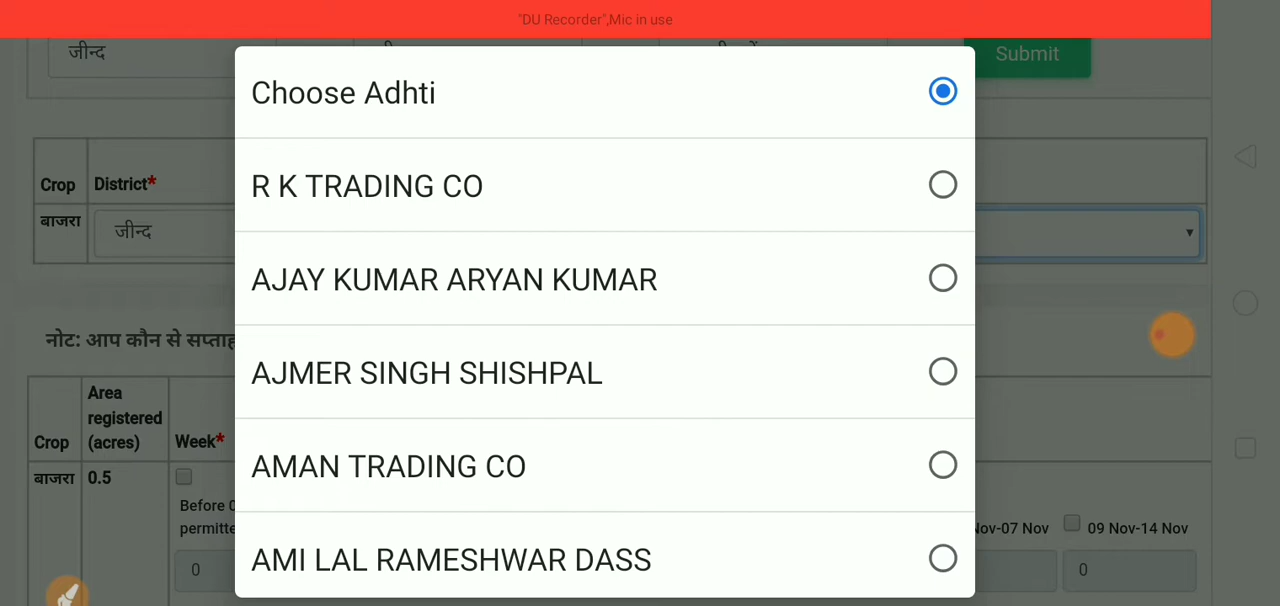 "DU Recorder",Mic in use
जीन्द
Submit
Choose Adhti
R K TRADING CO
Crop District*
बाजरा जीन्द
AJAY KUMAR ARYAN KUMAR
नोट: आप कौन से सप्ताह
AJMER SINGH SHISHPAL
Area
registered
(acres)
Crop Week*
AMAN TRADING CO
बाजरा 0.5
Before
permitte
Nov-07 Nov 09 Nov-14 Nov
AMI LAL RAMESHWAR DASS
0 0